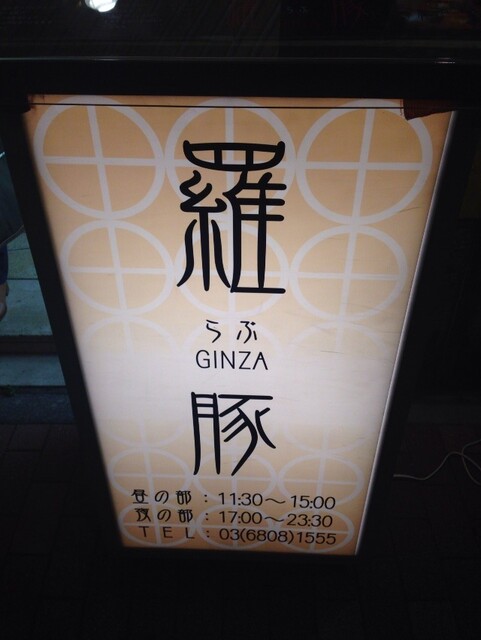 羅
らぶ
GINZA
豚
昼の部：11:30～15:00
夜の部：17:00～23:30
TEL：03(6808)1555